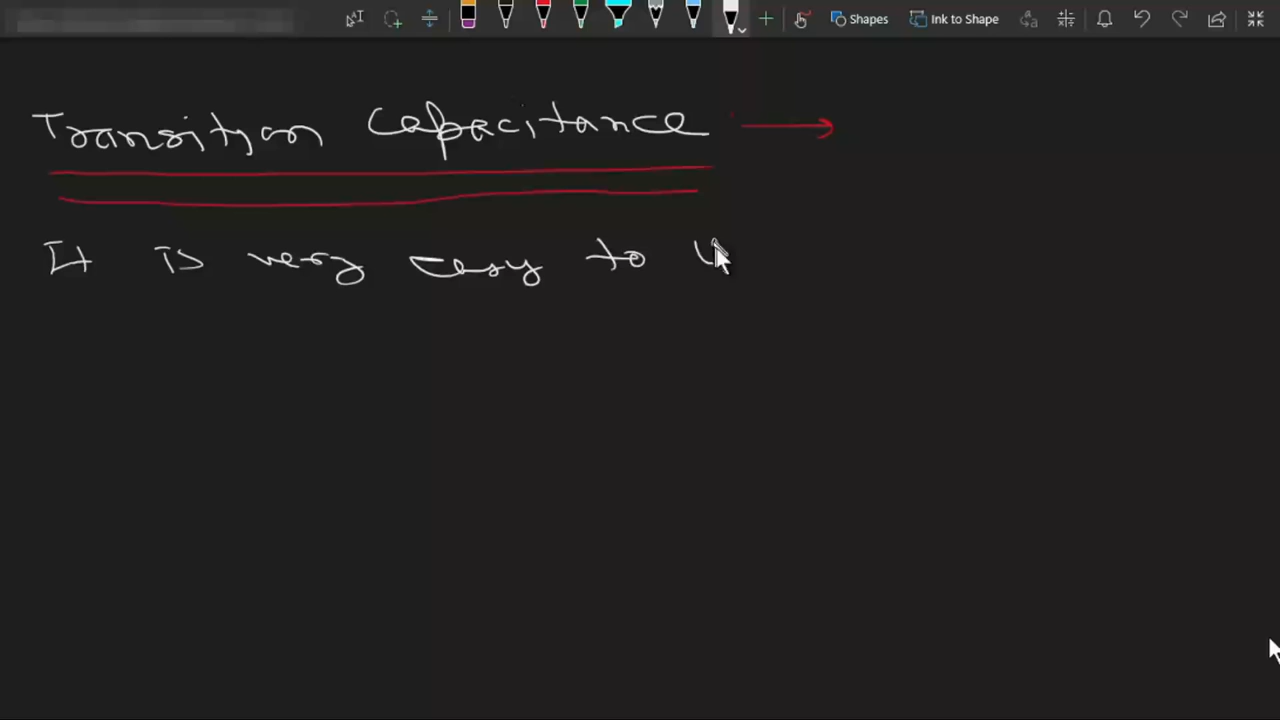 Shapes Ink to Shape
Transition Capacitance →
It is very easy to